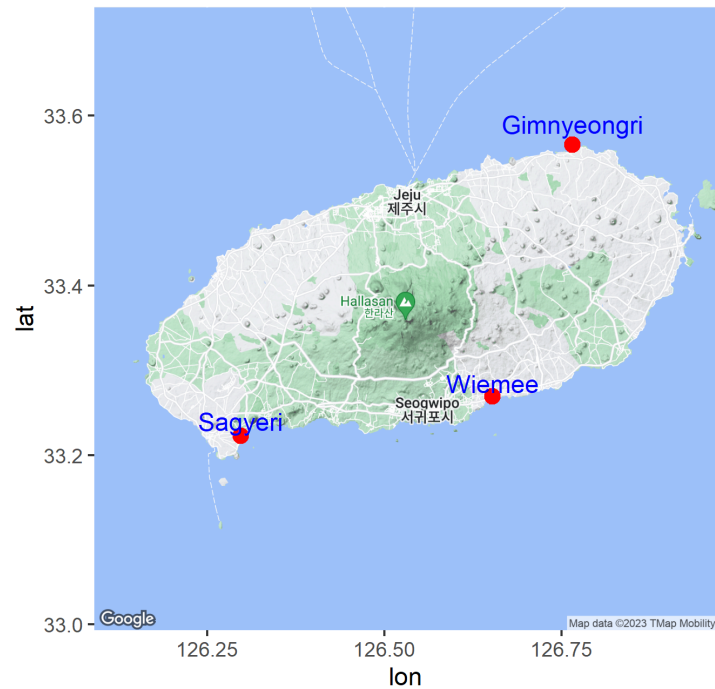 33.6
Gimnyeongri
Jeju
제주시
33.4
Hallasan
한라산
Wiemee
Seogwipo
서귀포시
Sagyeri
33.2
33.0
Google
Map data ©2023 TMap Mobility
126.25
126.50
126.75
lon
lat